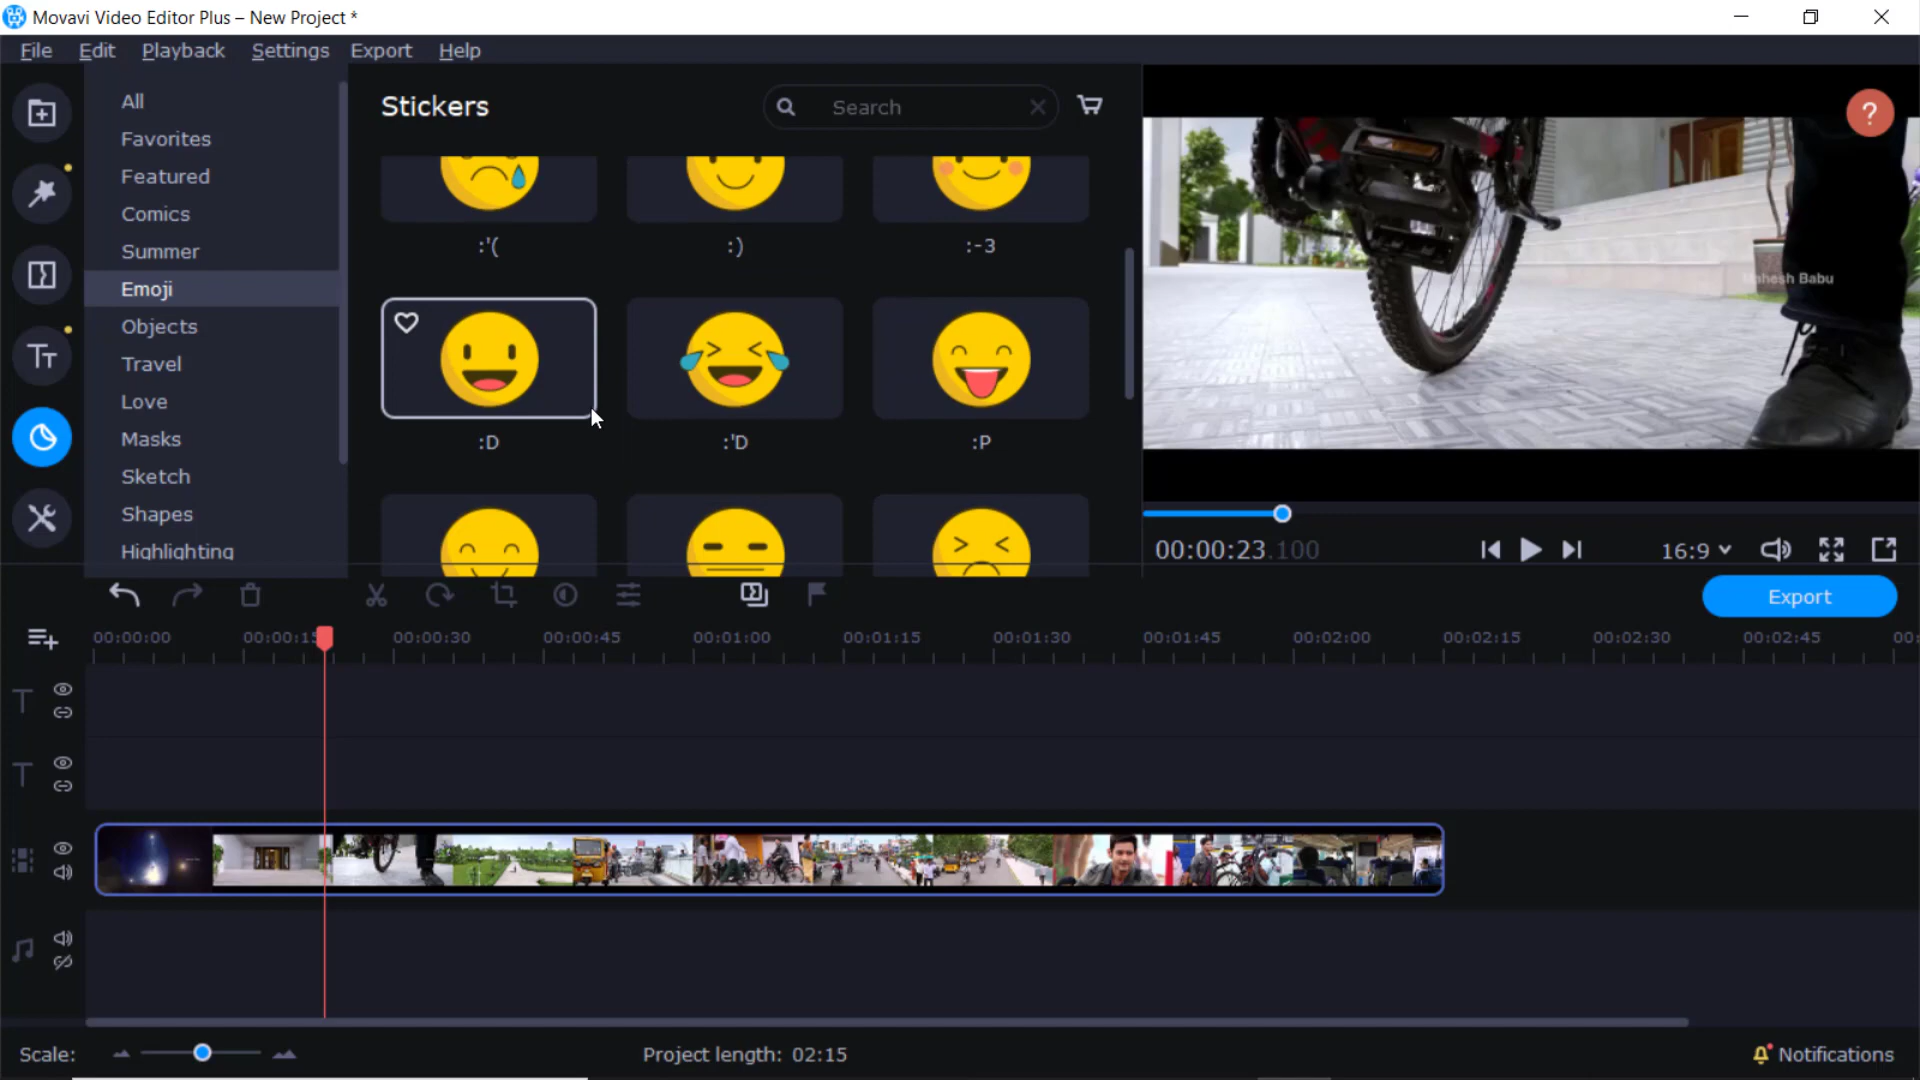 Movavi Video Editor Plus – New Project *
File Edit Playback Settings Export Help
All
Favorites
Featured
Comics
Summer
Emoji
Objects
Travel
Love
Masks
Sketch
Shapes
Highlighting
Stickers
Search
:'(
:)
:-3
:D
:'D
:P
?
Mahesh Babu
00:00:23.100
16:9
Export
00:00:00 00:00:15 00:00:30 00:00:45 00:01:00 00:01:15 00:01:30 00:01:45 00:02:00 00:02:15 00:02:30 00:02:45 00:
Scale:
Project length: 02:15
Notifications